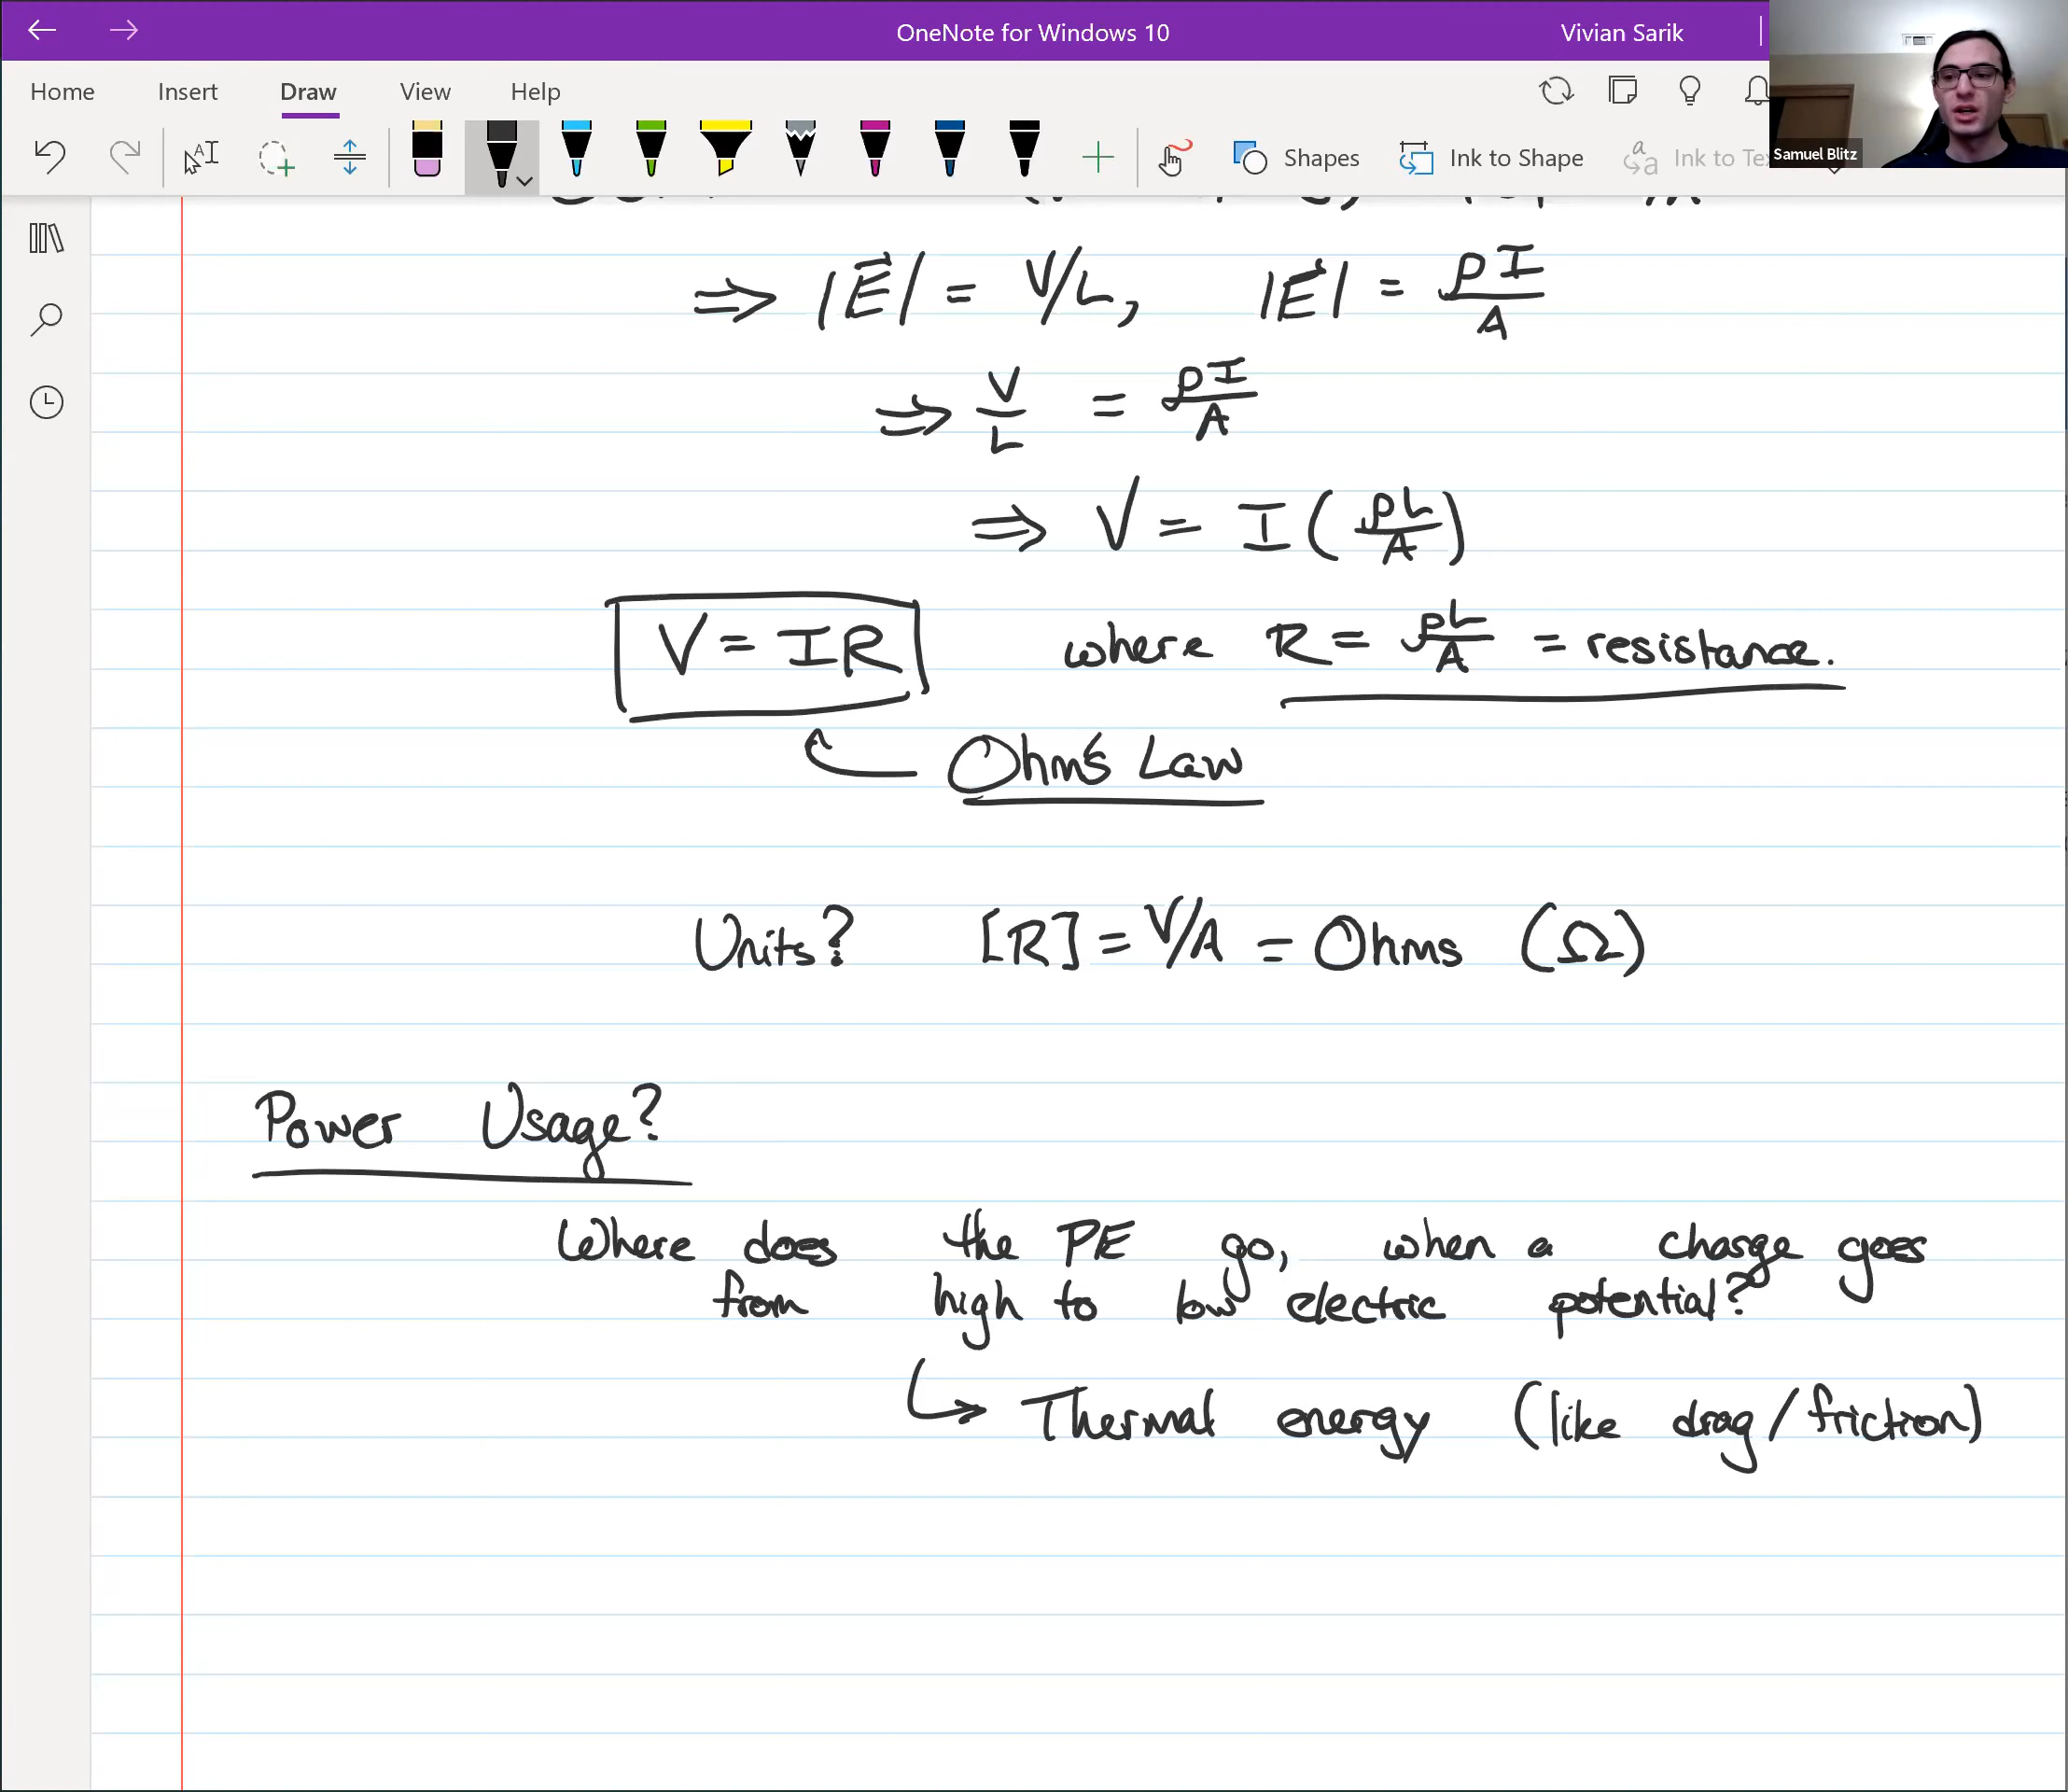 OneNote for Windows 10
Vivian Sarik
Home Insert Draw View Help
Shapes Ink to Shape Ink to
Samuel Blitz
⇒ |E⃗| = V/L, |E⃗| = ρI/A
⇒ V/L = ρI/A
⇒ V = I(ρL/A)
V = IR where R = ρL/A = resistance.
Ohm's Law
Units? [R] = V/A = Ohms (Ω)
Power Usage?
Where does the PE go, when a charge goes
from high to low electric potential?
↳ Thermal energy (like drag/friction)